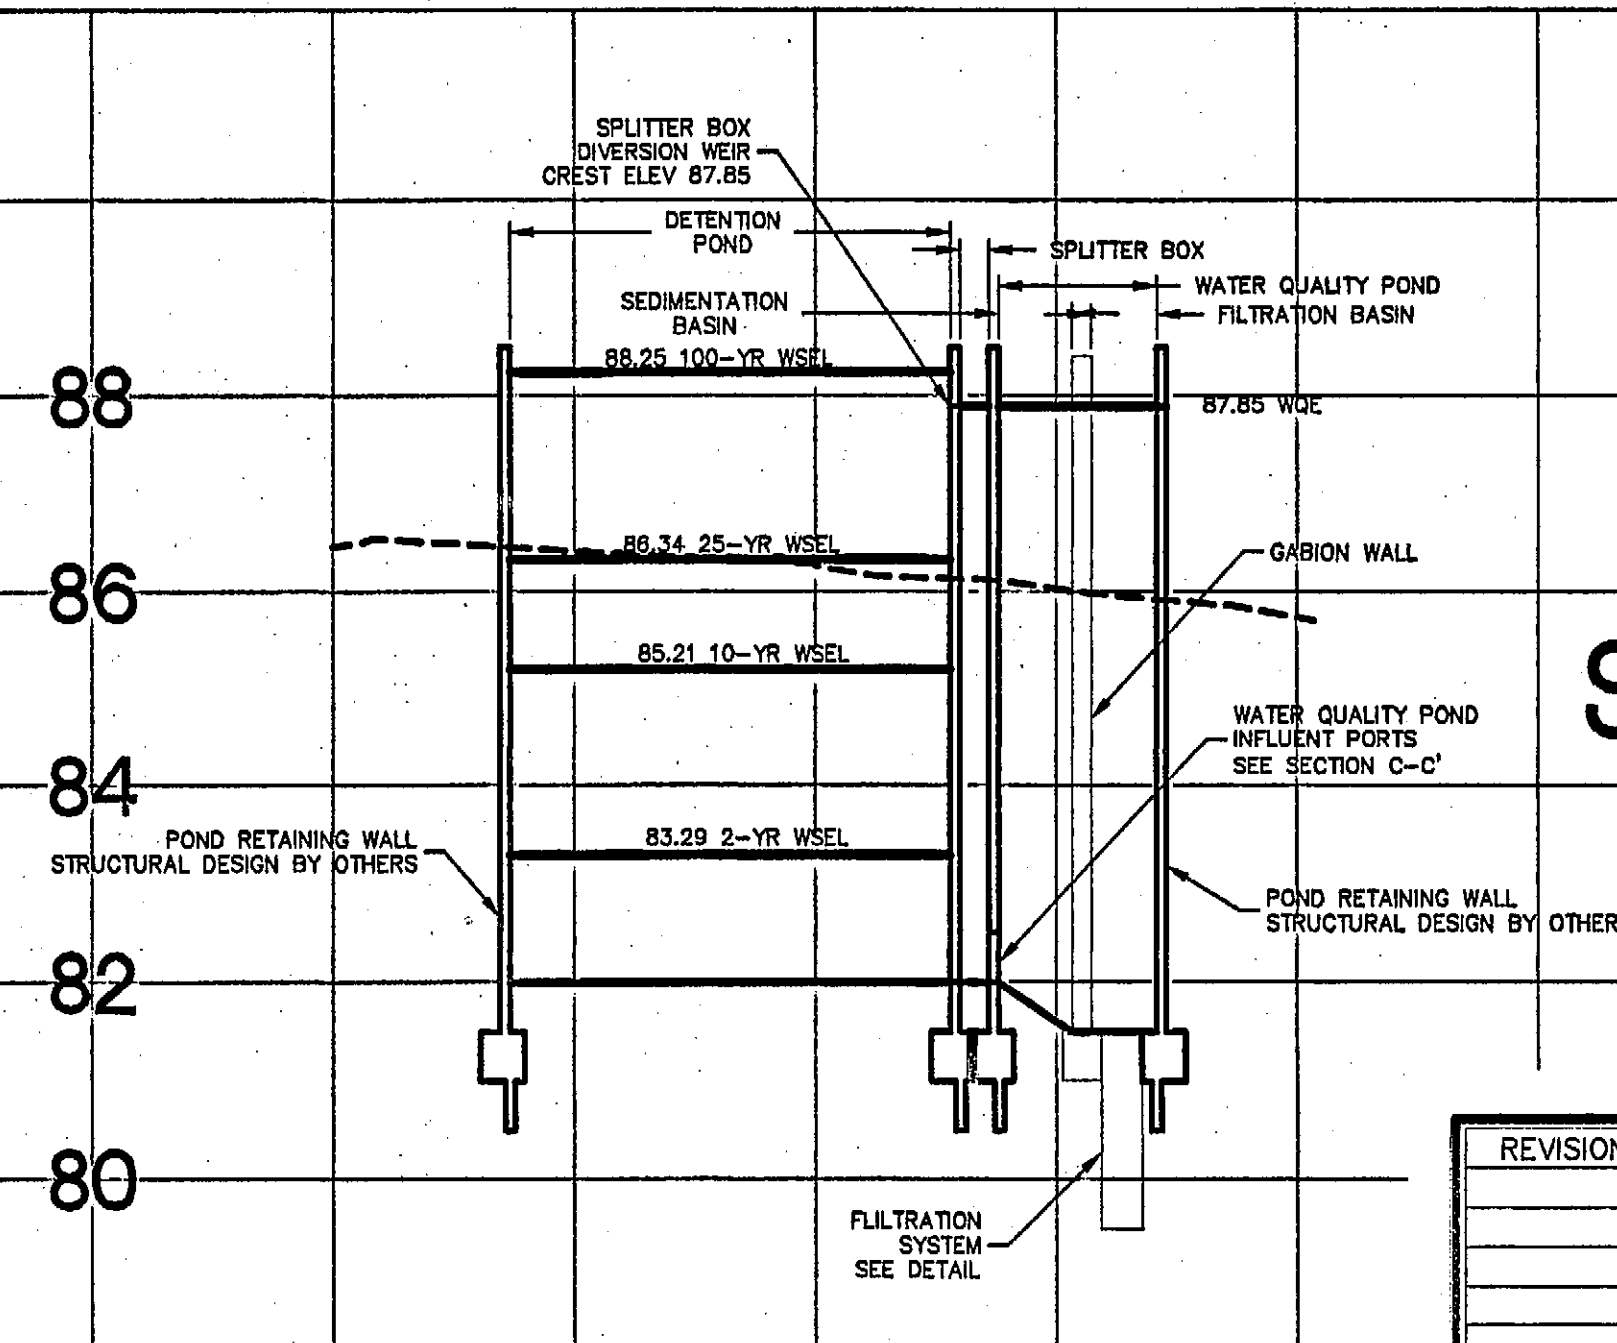 SPLITTER BOX
DIVERSION WEIR
CREST ELEV 87.85
DETENTION
POND
SPLITTER BOX
WATER QUALITY POND
SEDIMENTATION
BASIN
FILTRATION BASIN
88.25 100-YR WSEL
88
87.85 WQE
86.34 25-YR WSEL
GABION WALL
86
85.21 10-YR WSEL
WATER QUALITY POND
INFLUENT PORTS
SEE SECTION C-C'
84
83.29 2-YR WSEL
POND RETAINING WALL
STRUCTURAL DESIGN BY OTHERS
POND RETAINING WALL
STRUCTURAL DESIGN BY OTHER
82
80
REVISION
FLILTRATION
SYSTEM
SEE DETAIL